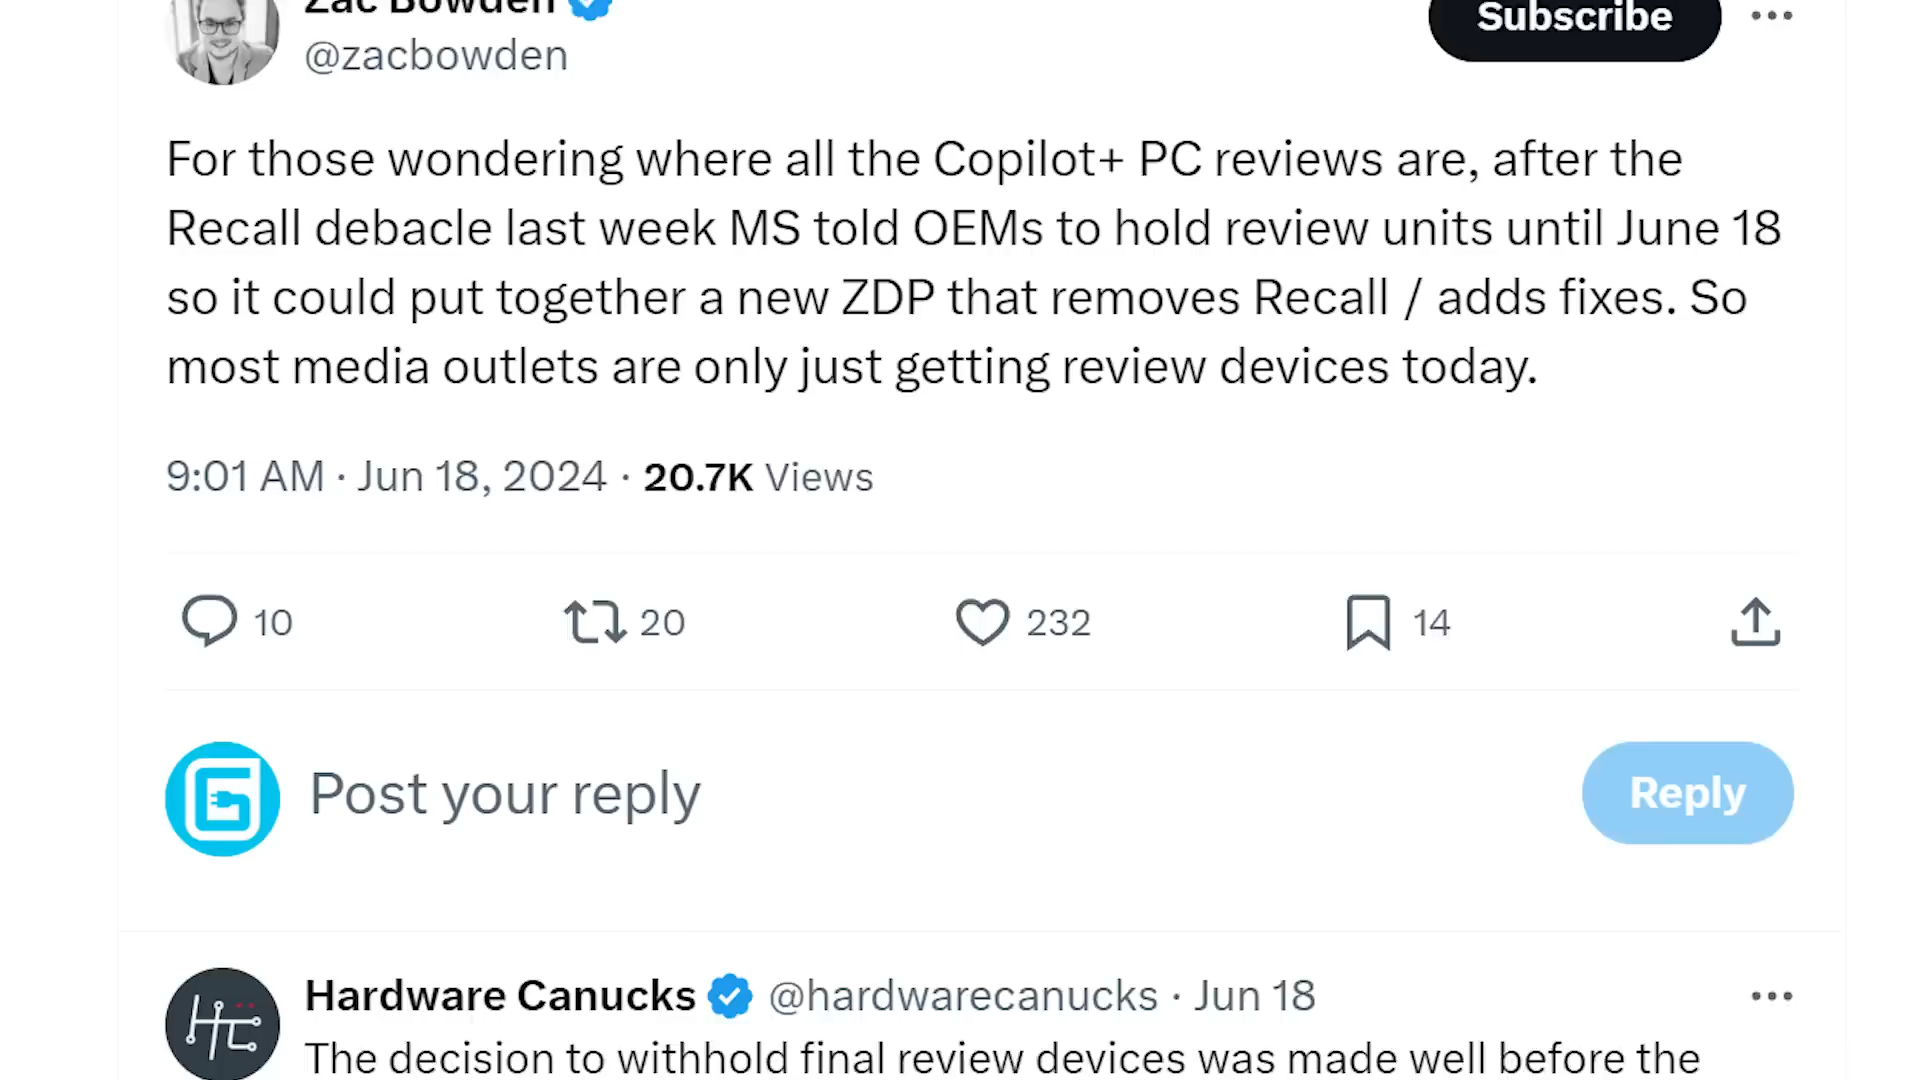 Zac Bowden
@zacbowden
Subscribe
For those wondering where all the Copilot+ PC reviews are, after the
Recall debacle last week MS told OEMs to hold review units until June 18
so it could put together a new ZDP that removes Recall / adds fixes. So
most media outlets are only just getting review devices today.
9:01 AM · Jun 18, 2024 · 20.7K Views
10 20 232 14
Post your reply
Reply
Hardware Canucks @hardwarecanucks · Jun 18
The decision to withhold final review devices was made well before the